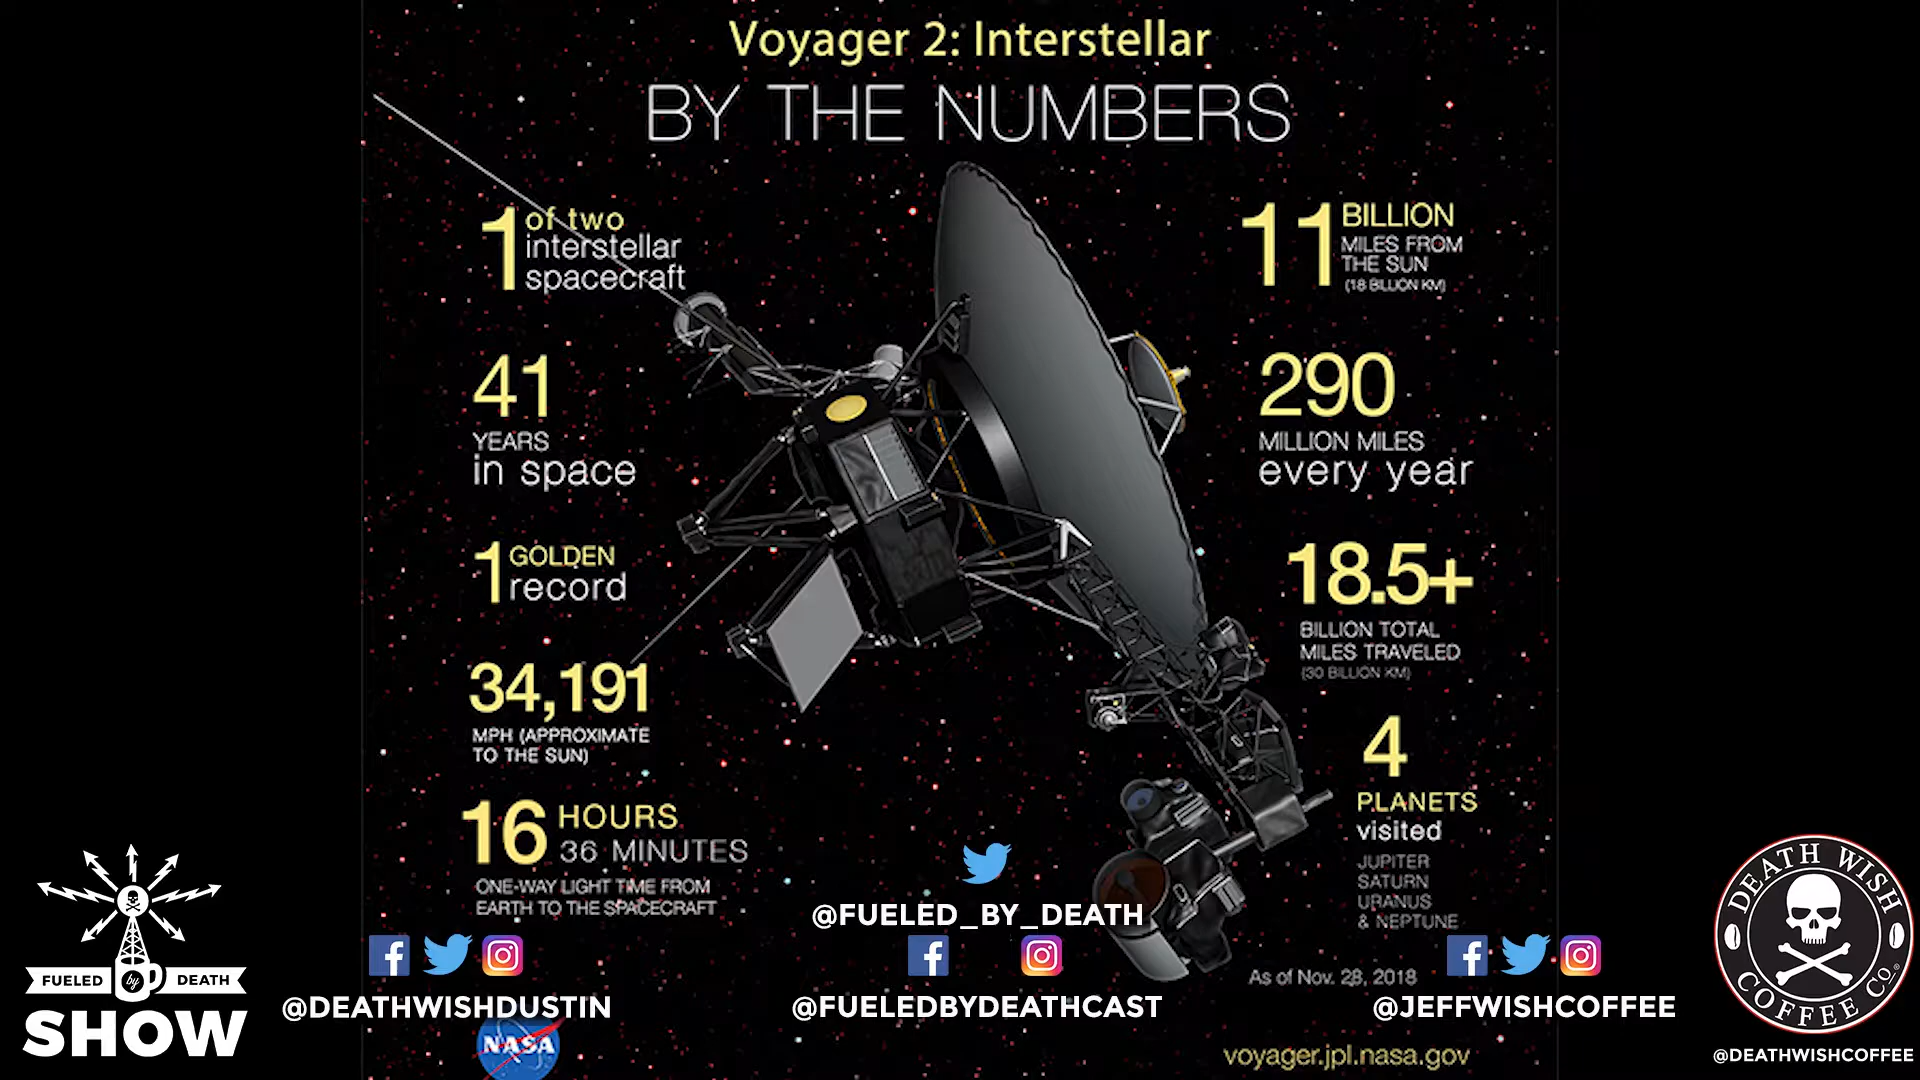 Voyager 2: Interstellar
BY THE NUMBERS
1 of two
interstellar
spacecraft
41
YEARS
in space
1 GOLDEN
record
34,191
MPH (APPROXIMATE
TO THE SUN)
16 HOURS
36 MINUTES
ONE-WAY LIGHT TIME FROM
EARTH TO THE SPACECRAFT
11 BILLION
MILES FROM
THE SUN
(18 BILLION KM)
290
MILLION MILES
every year
18.5+
BILLION TOTAL
MILES TRAVELED
(30 BILLION KM)
4
PLANETS
visited
JUPITER
SATURN
URANUS
& NEPTUNE
As of Nov. 28, 2018
voyager.jpl.nasa.gov
NASA
FUELED by DEATH
SHOW
@DEATHWISHDUSTIN
@FUELED_BY_DEATH
@FUELEDBYDEATHCAST
@JEFFWISHCOFFEE
DEATH WISH
COFFEE CO.®
@DEATHWISHCOFFEE